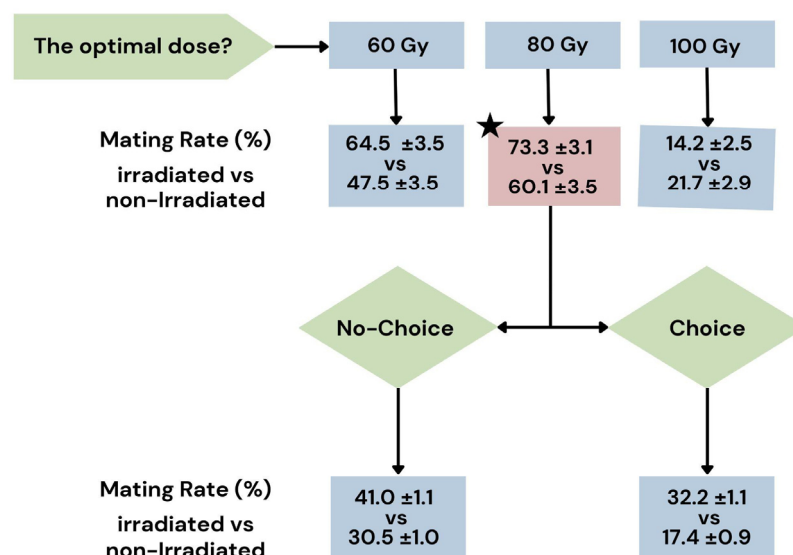 The optimal dose?
60 Gy
80 Gy
100 Gy
Mating Rate (%)
irradiated vs
non-Irradiated
64.5 ±3.5
vs
47.5 ±3.5
73.3 ±3.1
vs
60.1 ±3.5
14.2 ±2.5
vs
21.7 ±2.9
No-Choice
Choice
Mating Rate (%)
irradiated vs
non-Irradiated
41.0 ±1.1
vs
30.5 ±1.0
32.2 ±1.1
vs
17.4 ±0.9